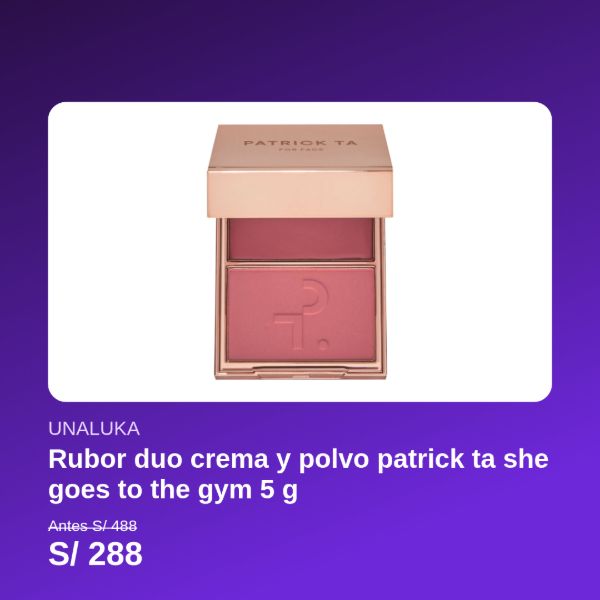 PATRICK TA
FOR FACE
UNALUKA
Rubor duo crema y polvo patrick ta she
goes to the gym 5 g
Antes S/ 488
S/ 288